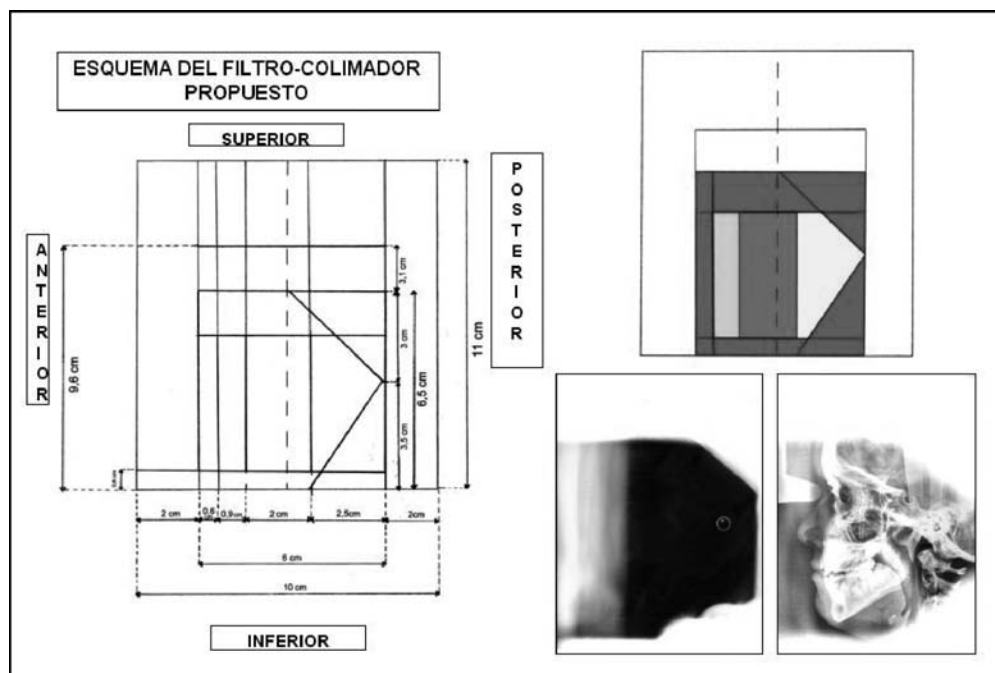 ESQUEMA DEL FILTRO-COLIMADOR
PROPUESTO
SUPERIOR
ANTERIOR
POSTERIOR
3,1 cm
3 cm
6,5 cm
11 cm
9,6 cm
3,5 cm
2 cm
0,9 cm
2 cm
2,5cm
2cm
6 cm
10 cm
INFERIOR